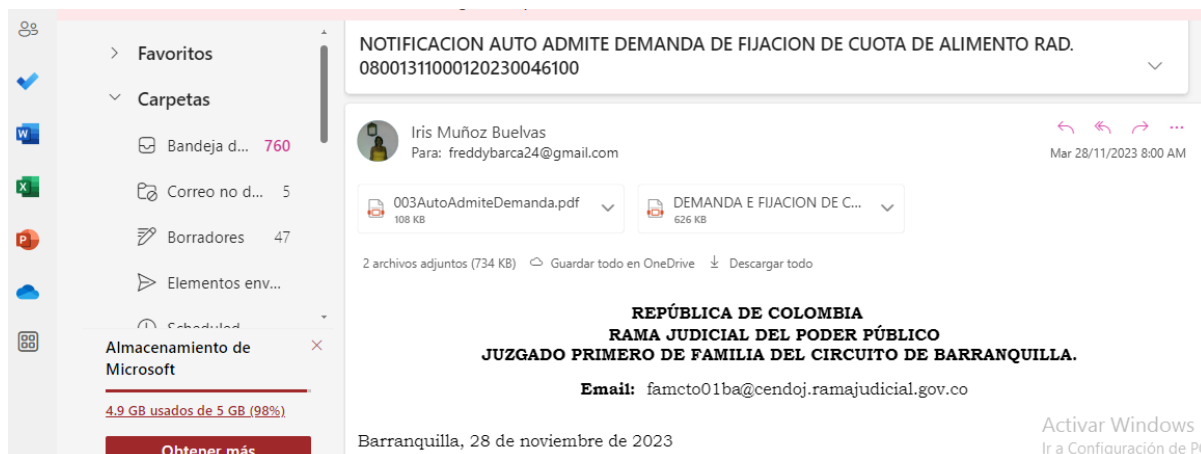 Favoritos
Carpetas
Bandeja d... 760
Correo no d... 5
Borradores 47
Elementos env...
Scheduled
Almacenamiento de
Microsoft
4.9 GB usados de 5 GB (98%)
Obtener más
NOTIFICACION AUTO ADMITE DEMANDA DE FIJACION DE CUOTA DE ALIMENTO RAD.
08001311000120230046100
Iris Muñoz Buelvas
Para: freddybarca24@gmail.com
Mar 28/11/2023 8:00 AM
003AutoAdmiteDemanda.pdf
108 KB
DEMANDA E FIJACION DE C...
626 KB
2 archivos adjuntos (734 KB) Guardar todo en OneDrive Descargar todo
REPÚBLICA DE COLOMBIA
RAMA JUDICIAL DEL PODER PÚBLICO
JUZGADO PRIMERO DE FAMILIA DEL CIRCUITO DE BARRANQUILLA.
Email: famcto01ba@cendoj.ramajudicial.gov.co
Barranquilla, 28 de noviembre de 2023
Activar Windows
Ir a Configuración de P